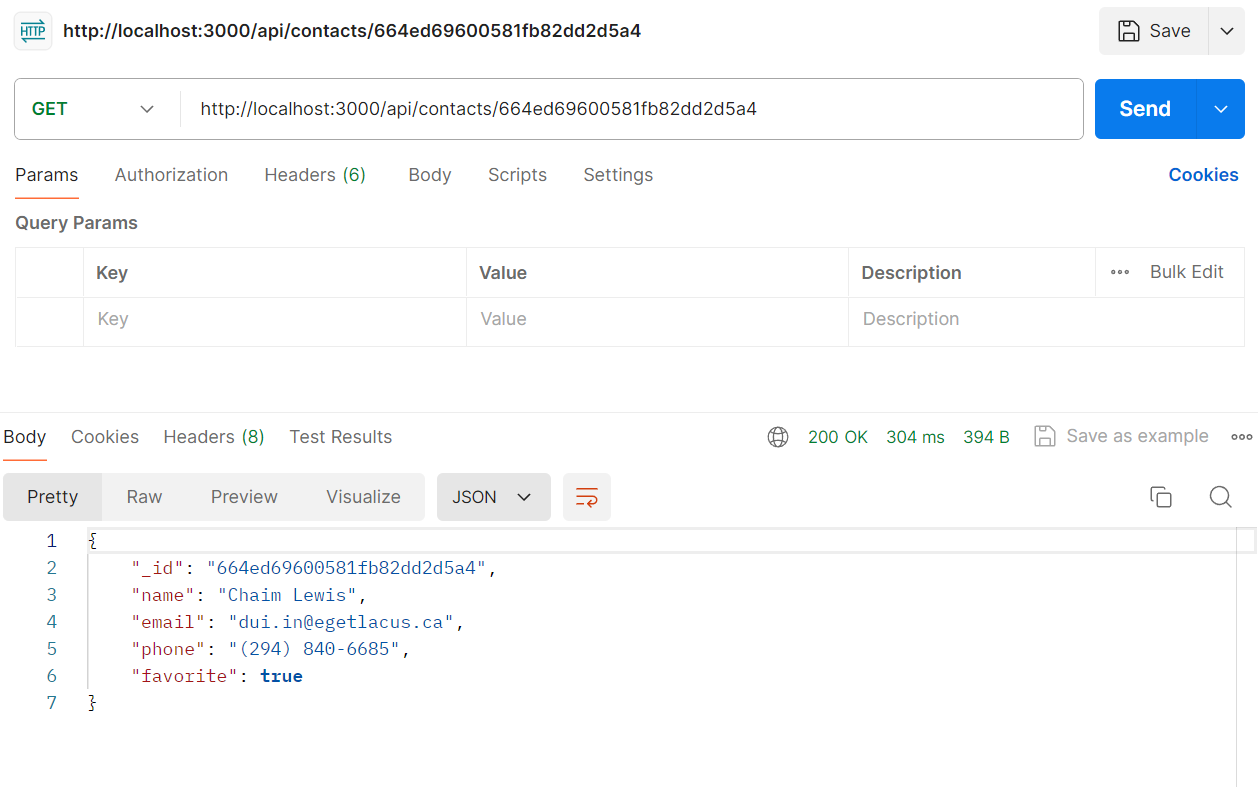 HTTP http://localhost:3000/api/contacts/664ed69600581fb82dd2d5a4 Save
GET http://localhost:3000/api/contacts/664ed69600581fb82dd2d5a4 Send
Params Authorization Headers (6) Body Scripts Settings Cookies
Query Params
Key Value Description Bulk Edit
Key Value Description
Body Cookies Headers (8) Test Results 200 OK 304 ms 394 B Save as example
Pretty Raw Preview Visualize JSON
1 {
2 "_id": "664ed69600581fb82dd2d5a4",
3 "name": "Chaim Lewis",
4 "email": "dui.in@egetlacus.ca",
5 "phone": "(294) 840-6685",
6 "favorite": true
7 }